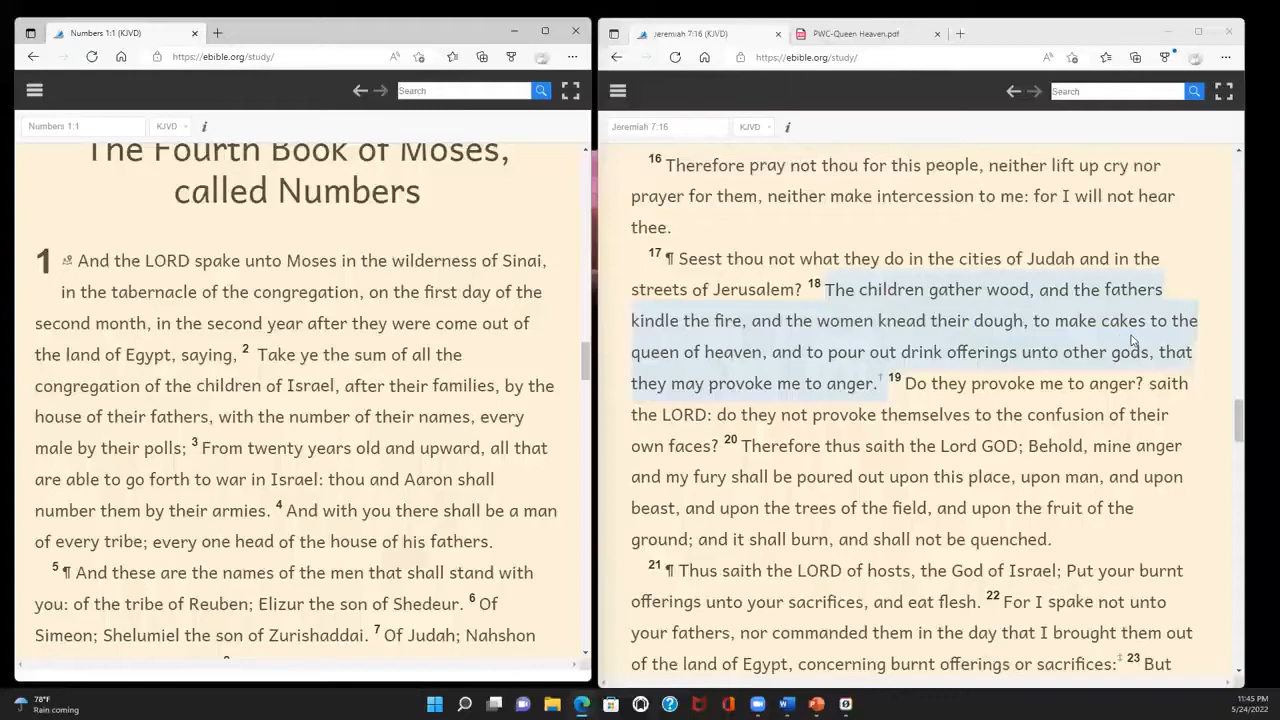 Numbers 1:1 (KJVD)
https://ebible.org/study/
Search
Numbers 1:1
KJVD
The Fourth Book of Moses,
called Numbers
1 And the LORD spake unto Moses in the wilderness of Sinai,
in the tabernacle of the congregation, on the first day of the
second month, in the second year after they were come out of
the land of Egypt, saying, 2 Take ye the sum of all the
congregation of the children of Israel, after their families, by the
house of their fathers, with the number of their names, every
male by their polls; 3 From twenty years old and upward, all that
are able to go forth to war in Israel: thou and Aaron shall
number them by their armies. 4 And with you there shall be a man
of every tribe; every one head of the house of his fathers.
5 ¶ And these are the names of the men that shall stand with
you: of the tribe of Reuben; Elizur the son of Shedeur. 6 Of
Simeon; Shelumiel the son of Zurishaddai. 7 Of Judah; Nahshon
Jeremiah 7:16 (KJVD)
PWC-Queen Heaven.pdf
https://ebible.org/study/
Search
Jeremiah 7:16
KJVD
16 Therefore pray not thou for this people, neither lift up cry nor
prayer for them, neither make intercession to me: for I will not hear
thee.
17 ¶ Seest thou not what they do in the cities of Judah and in the
streets of Jerusalem? 18 The children gather wood, and the fathers
kindle the fire, and the women knead their dough, to make cakes to the
queen of heaven, and to pour out drink offerings unto other gods, that
they may provoke me to anger.† 19 Do they provoke me to anger? saith
the LORD: do they not provoke themselves to the confusion of their
own faces? 20 Therefore thus saith the Lord GOD; Behold, mine anger
and my fury shall be poured out upon this place, upon man, and upon
beast, and upon the trees of the field, and upon the fruit of the
ground; and it shall burn, and shall not be quenched.
21 ¶ Thus saith the LORD of hosts, the God of Israel; Put your burnt
offerings unto your sacrifices, and eat flesh. 22 For I spake not unto
your fathers, nor commanded them in the day that I brought them out
of the land of Egypt, concerning burnt offerings or sacrifices:‡ 23 But
78°F
Rain coming
11:45 PM
5/24/2022